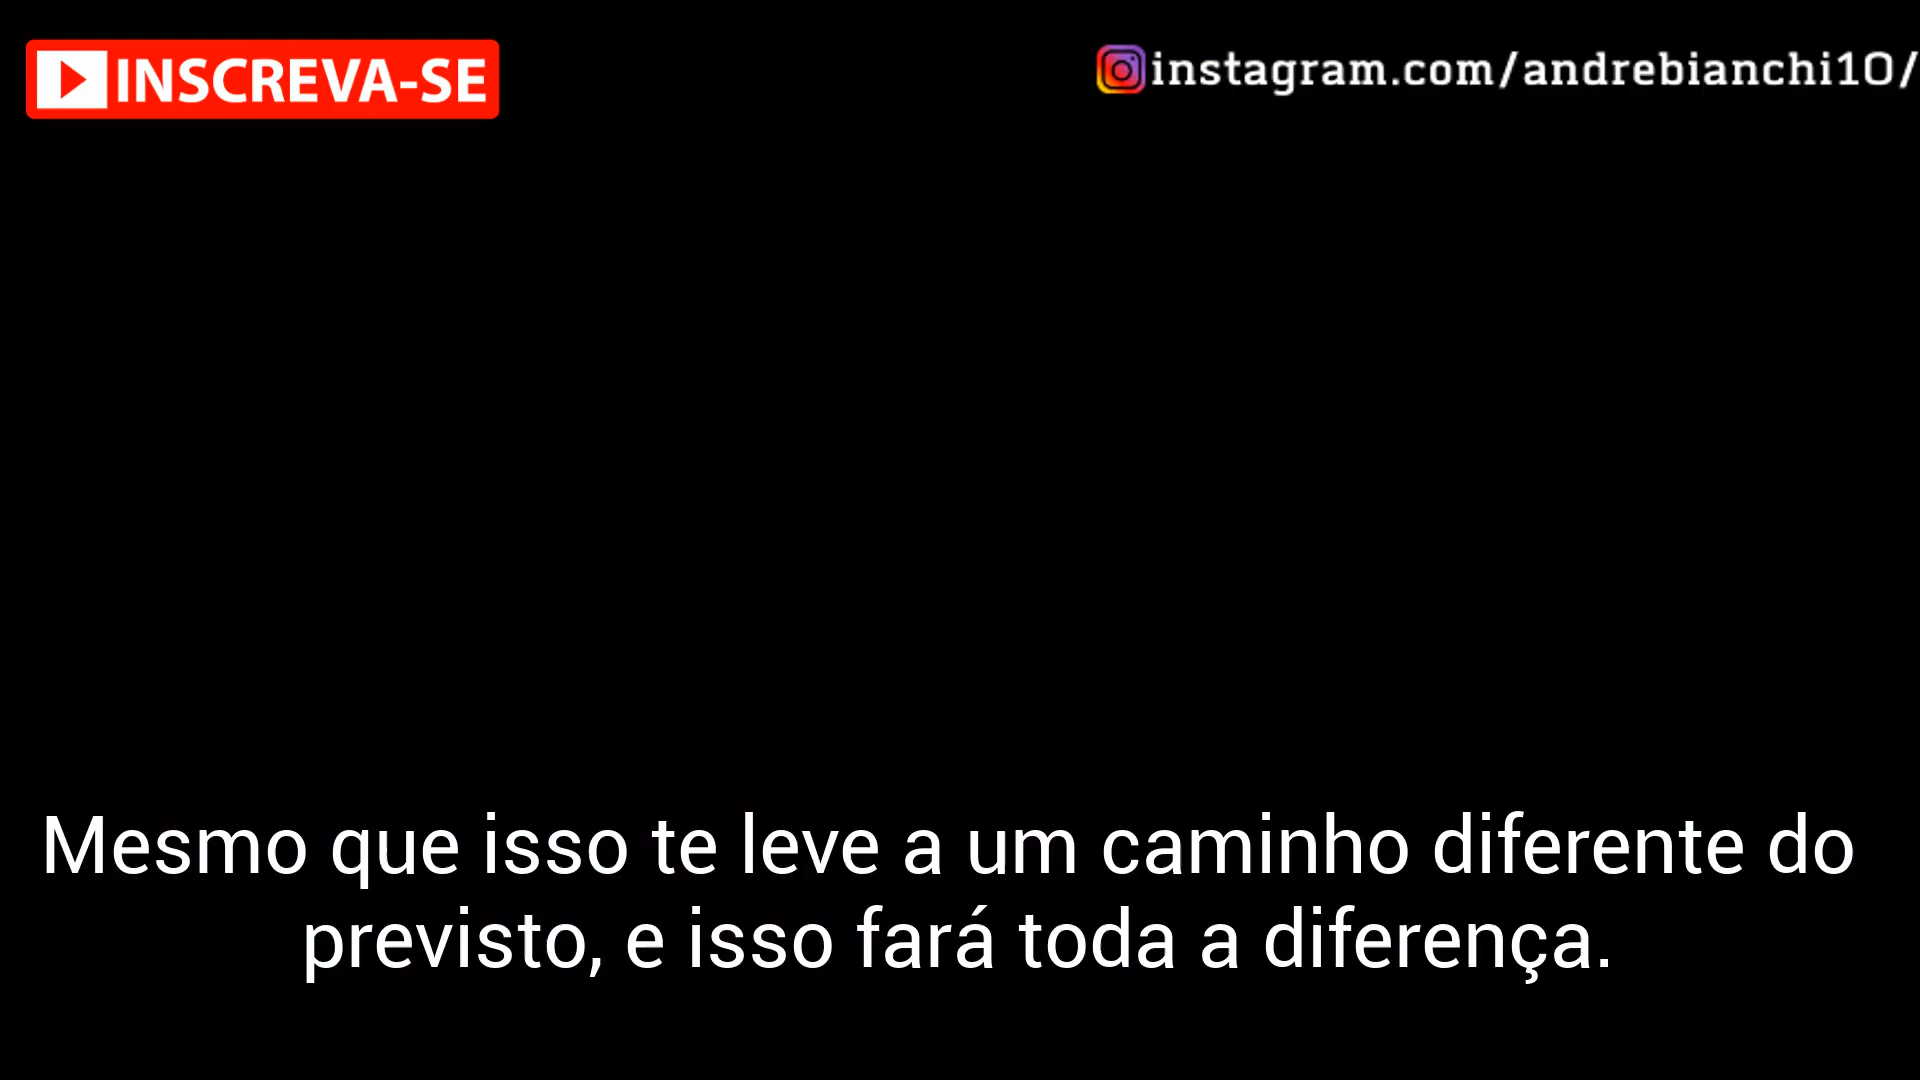 INSCREVA-SE
instagram.com/andrebianchi10/
Mesmo que isso te leve a um caminho diferente do
previsto, e isso fará toda a diferença.